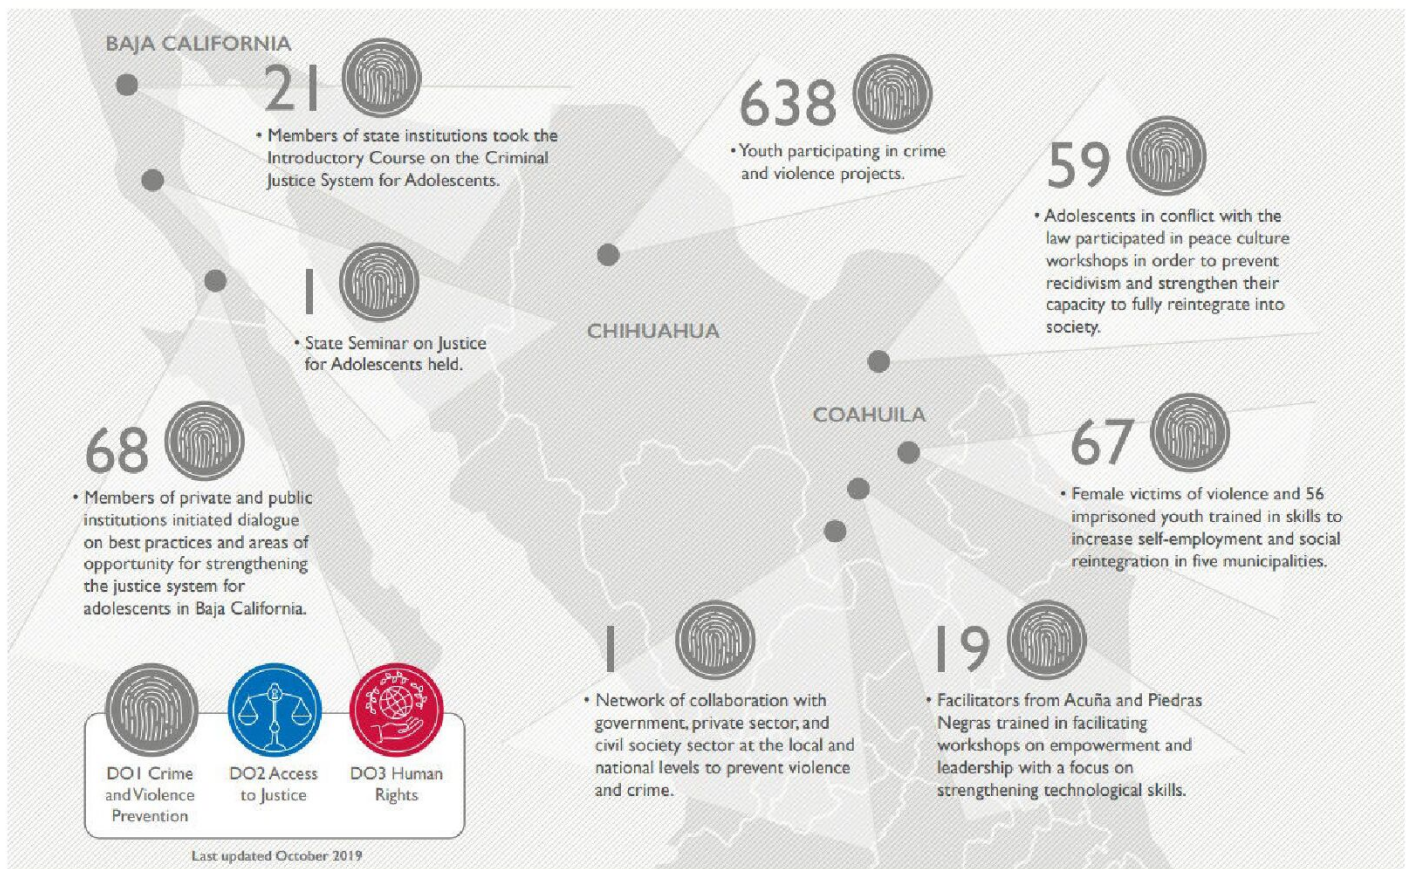 BAJA CALIFORNIA
21
• Members of state institutions took the
Introductory Course on the Criminal
Justice System for Adolescents.
1
• State Seminar on Justice
for Adolescents held.
68
• Members of private and public
institutions initiated dialogue
on best practices and areas of
opportunity for strengthening
the justice system for
adolescents in Baja California.
638
• Youth participating in crime
and violence projects.
CHIHUAHUA
59
• Adolescents in conflict with the
law participated in peace culture
workshops in order to prevent
recidivism and strengthen their
capacity to fully reintegrate into
society.
COAHUILA
67
• Female victims of violence and 56
imprisoned youth trained in skills to
increase self-employment and social
reintegration in five municipalities.
1
• Network of collaboration with
government, private sector, and
civil society sector at the local and
national levels to prevent violence
and crime.
19
• Facilitators from Acuña and Piedras
Negras trained in facilitating
workshops on empowerment and
leadership with a focus on
strengthening technological skills.
DO1 Crime
and Violence
Prevention
DO2 Access
to Justice
DO3 Human
Rights
Last updated October 2019